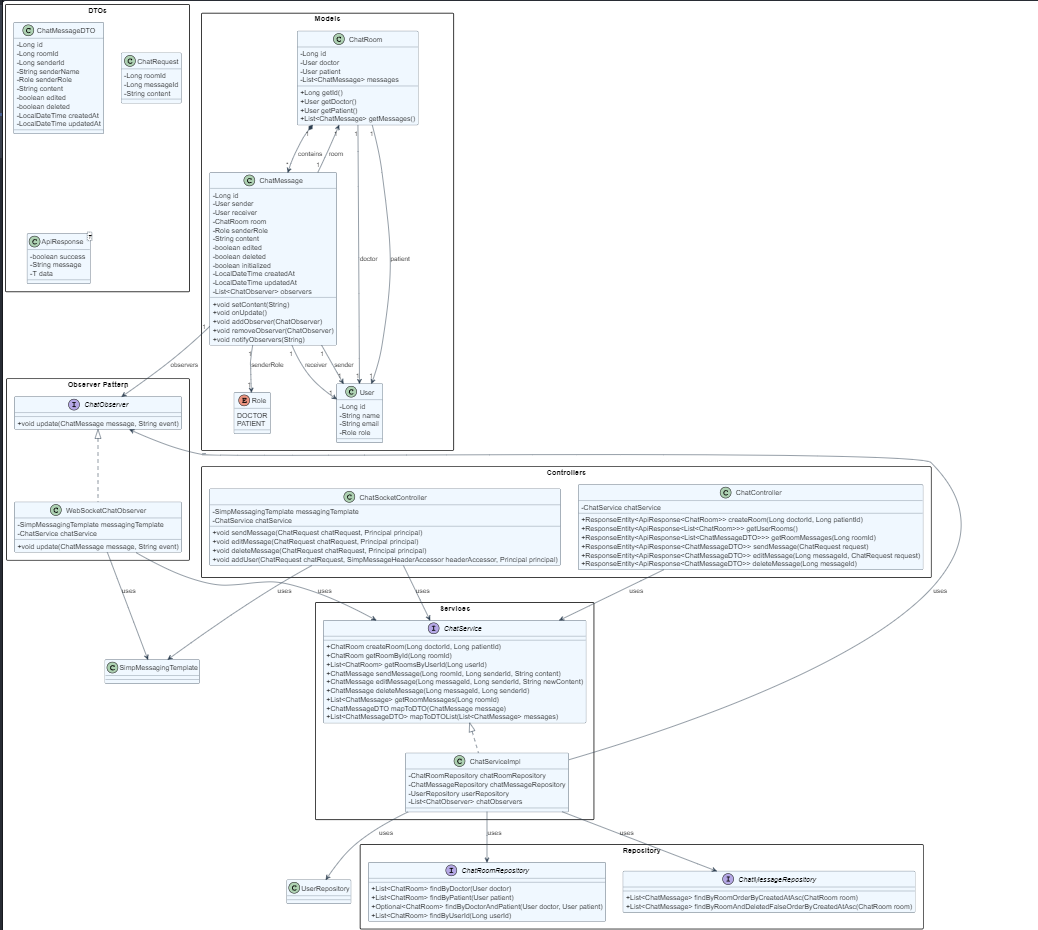 DTOs
C ChatMessageDTO
-Long id
-Long roomId
-Long senderId
-String senderName
-Role senderRole
-String content
-boolean edited
-boolean deleted
-LocalDateTime createdAt
-LocalDateTime updatedAt
C ChatRequest
-Long roomId
-Long messageId
-String content
C ApiResponse
T
-boolean success
-String message
-T data
Models
C ChatRoom
-Long id
-User doctor
-User patient
-List<ChatMessage> messages
+Long getId()
+User getDoctor()
+User getPatient()
+List<ChatMessage> getMessages()
1 1 1 1
contains
room
* 1
C ChatMessage
-Long id
-User sender
-User receiver
-ChatRoom room
-Role senderRole
-String content
-boolean edited
-boolean deleted
-boolean initialized
-LocalDateTime createdAt
-LocalDateTime updatedAt
-List<ChatObserver> observers
+void setContent(String)
+void onUpdate()
+void addObserver(ChatObserver)
+void removeObserver(ChatObserver)
+void notifyObservers(String)
doctor
patient
1
observers
1 1 1
senderRole
receiver
sender
1 1 1 1 1
E Role
DOCTOR
PATIENT
C User
-Long id
-String name
-String email
-Role role
Observer Pattern
I ChatObserver
+void update(ChatMessage message, String event)
C WebSocketChatObserver
-SimpMessagingTemplate messagingTemplate
-ChatService chatService
+void update(ChatMessage message, String event)
Controllers
C ChatSocketController
-SimpMessagingTemplate messagingTemplate
-ChatService chatService
+void sendMessage(ChatRequest chatRequest, Principal principal)
+void editMessage(ChatRequest chatRequest, Principal principal)
+void deleteMessage(ChatRequest chatRequest, Principal principal)
+void addUser(ChatRequest chatRequest, SimpMessageHeaderAccessor headerAccessor, Principal principal)
C ChatController
-ChatService chatService
+ResponseEntity<ApiResponse<ChatRoom>> createRoom(Long doctorId, Long patientId)
+ResponseEntity<ApiResponse<List<ChatRoom>>> getUserRooms()
+ResponseEntity<ApiResponse<List<ChatMessageDTO>>> getRoomMessages(Long roomId)
+ResponseEntity<ApiResponse<ChatMessageDTO>> sendMessage(ChatRequest request)
+ResponseEntity<ApiResponse<ChatMessageDTO>> editMessage(Long messageId, ChatRequest request)
+ResponseEntity<ApiResponse<ChatMessageDTO>> deleteMessage(Long messageId)
uses
uses
uses
uses
uses
uses
C SimpMessagingTemplate
Services
I ChatService
+ChatRoom createRoom(Long doctorId, Long patientId)
+ChatRoom getRoomById(Long roomId)
+List<ChatRoom> getRoomsByUserId(Long userId)
+ChatMessage sendMessage(Long roomId, Long senderId, String content)
+ChatMessage editMessage(Long messageId, Long senderId, String newContent)
+ChatMessage deleteMessage(Long messageId, Long senderId)
+List<ChatMessage> getRoomMessages(Long roomId)
+ChatMessageDTO mapToDTO(ChatMessage message)
+List<ChatMessageDTO> mapToDTOList(List<ChatMessage> messages)
C ChatServiceImpl
-ChatRoomRepository chatRoomRepository
-ChatMessageRepository chatMessageRepository
-UserRepository userRepository
-List<ChatObserver> chatObservers
uses
uses
uses
C UserRepository
Repository
I ChatRoomRepository
+List<ChatRoom> findByDoctor(User doctor)
+List<ChatRoom> findByPatient(User patient)
+Optional<ChatRoom> findByDoctorAndPatient(User doctor, User patient)
+List<ChatRoom> findByUserId(Long userId)
I ChatMessageRepository
+List<ChatMessage> findByRoomOrderByCreatedAtAsc(ChatRoom room)
+List<ChatMessage> findByRoomAndDeletedFalseOrderByCreatedAtAsc(ChatRoom room)